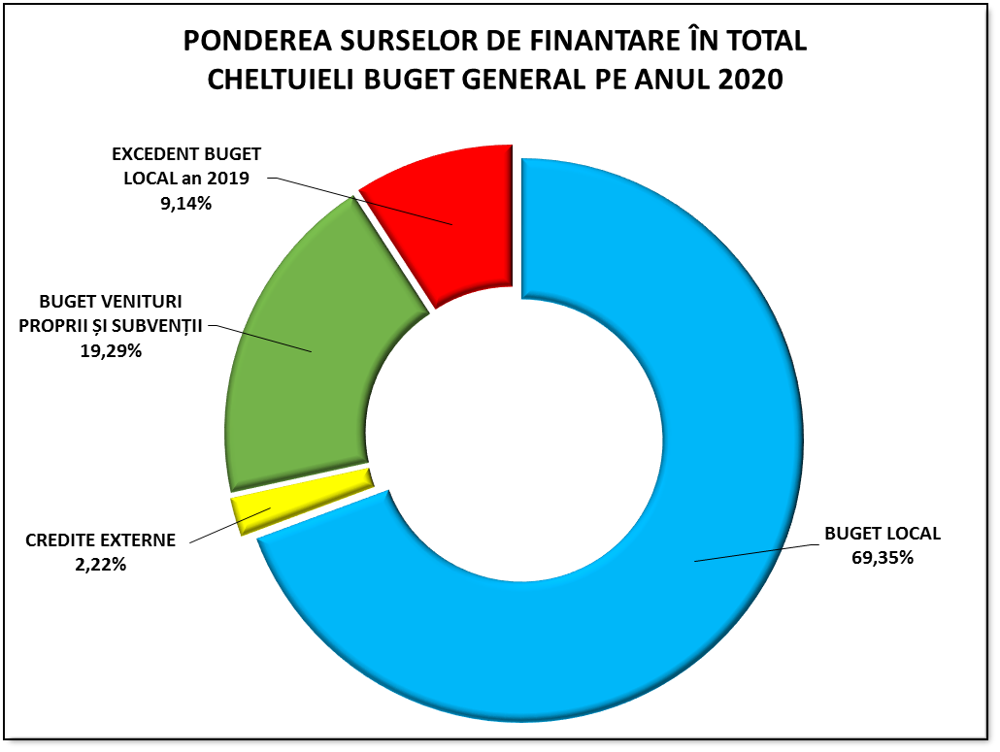 PONDEREA SURSELOR DE FINANTARE ÎN TOTAL
CHELTUIELI BUGET GENERAL PE ANUL 2020
EXCEDENT BUGET
LOCAL an 2019
9,14%
BUGET VENITURI
PROPRII ȘI SUBVENȚII
19,29%
CREDITE EXTERNE
2,22%
BUGET LOCAL
69,35%